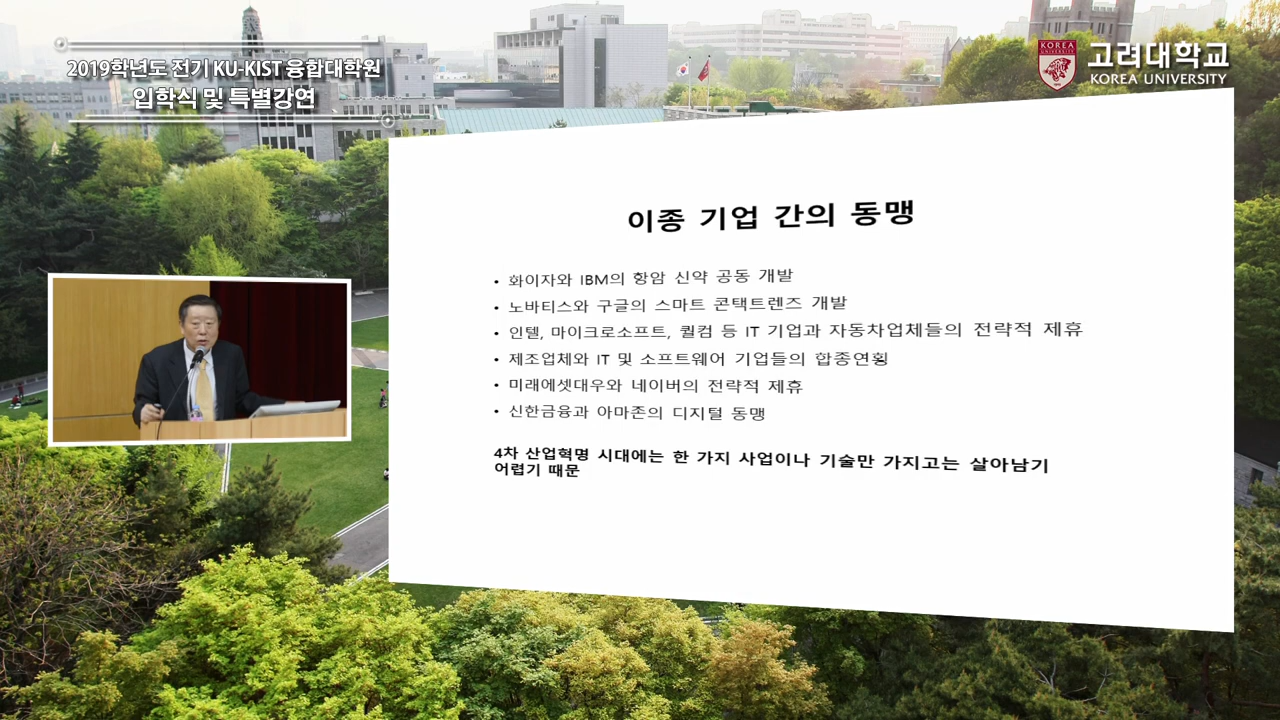 2019학년도 전기 KU-KIST 융합대학원
입학식 및 특별강연
KOREA
UNIVERSITY
고려대학교
KOREA UNIVERSITY
이종 기업 간의 동맹
• 화이자와 IBM의 항암 신약 공동 개발
• 노바티스와 구글의 스마트 콘택트렌즈 개발
• 인텔, 마이크로소프트, 퀄컴 등 IT 기업과 자동차업체들의 전략적 제휴
• 제조업체와 IT 및 소프트웨어 기업들의 합종연횡
• 미래에셋대우와 네이버의 전략적 제휴
• 신한금융과 아마존의 디지털 동맹
4차 산업혁명 시대에는 한 가지 사업이나 기술만 가지고는 살아남기
어렵기 때문